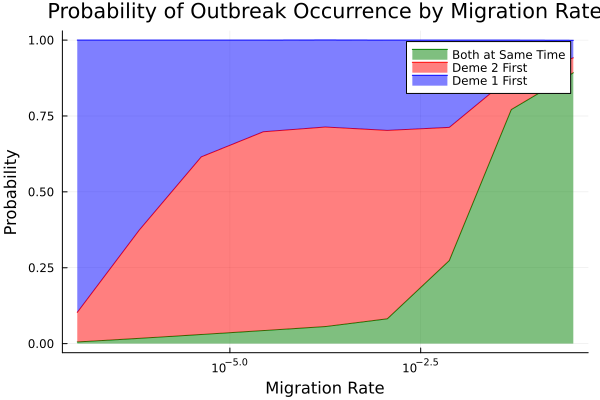 Probability of Outbreak Occurrence by Migration Rate
1.00
Both at Same Time
Deme 2 First
Deme 1 First
0.75
Probability
0.50
0.25
0.00
10^-5.0
10^-2.5
Migration Rate